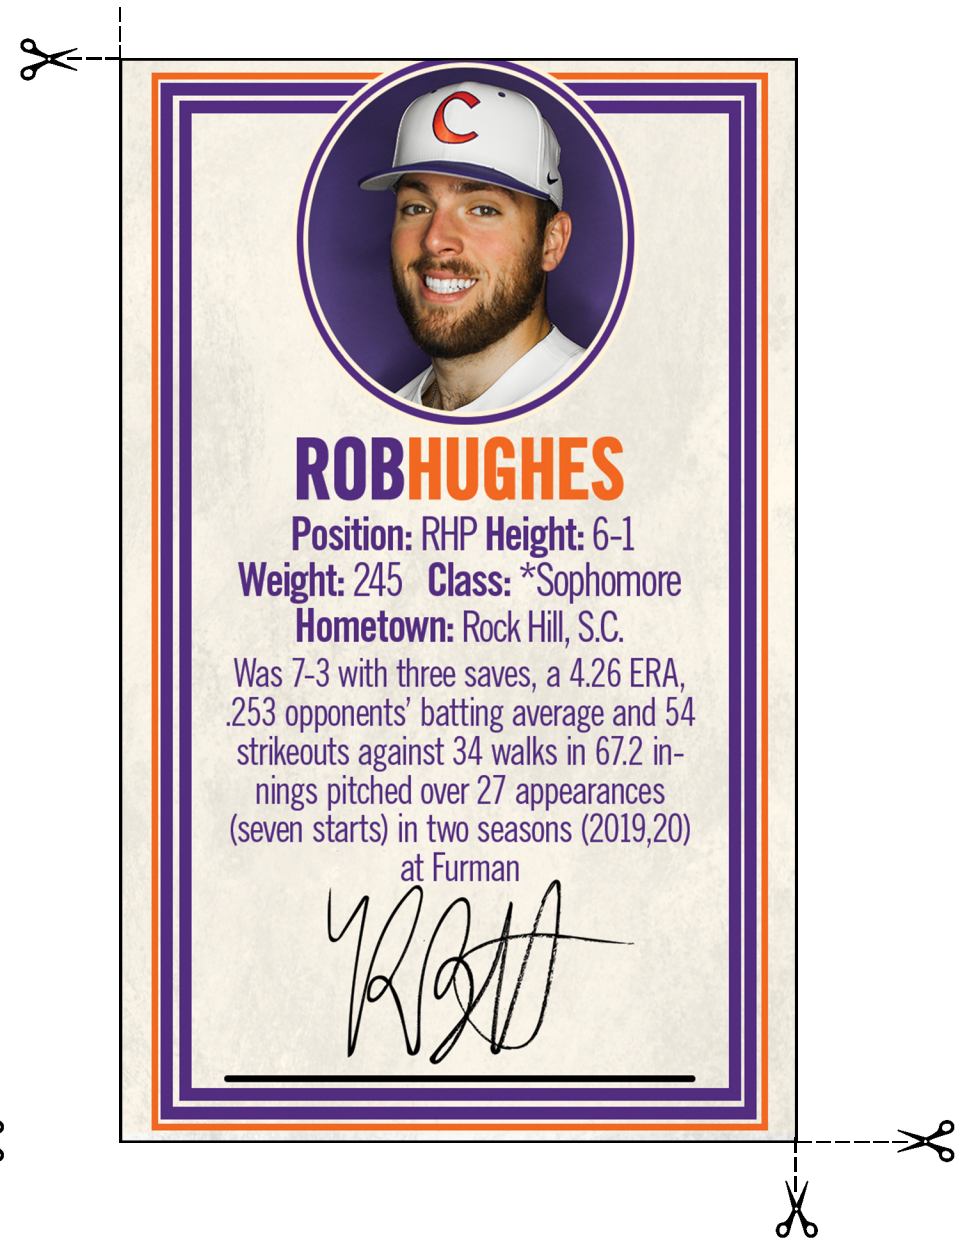 C
ROBHUGHES
Position: RHP Height: 6-1
Weight: 245 Class: *Sophomore
Hometown: Rock Hill, S.C.
Was 7-3 with three saves, a 4.26 ERA,
.253 opponents’ batting average and 54
strikeouts against 34 walks in 67.2 in-
nings pitched over 27 appearances
(seven starts) in two seasons (2019,20)
at Furman